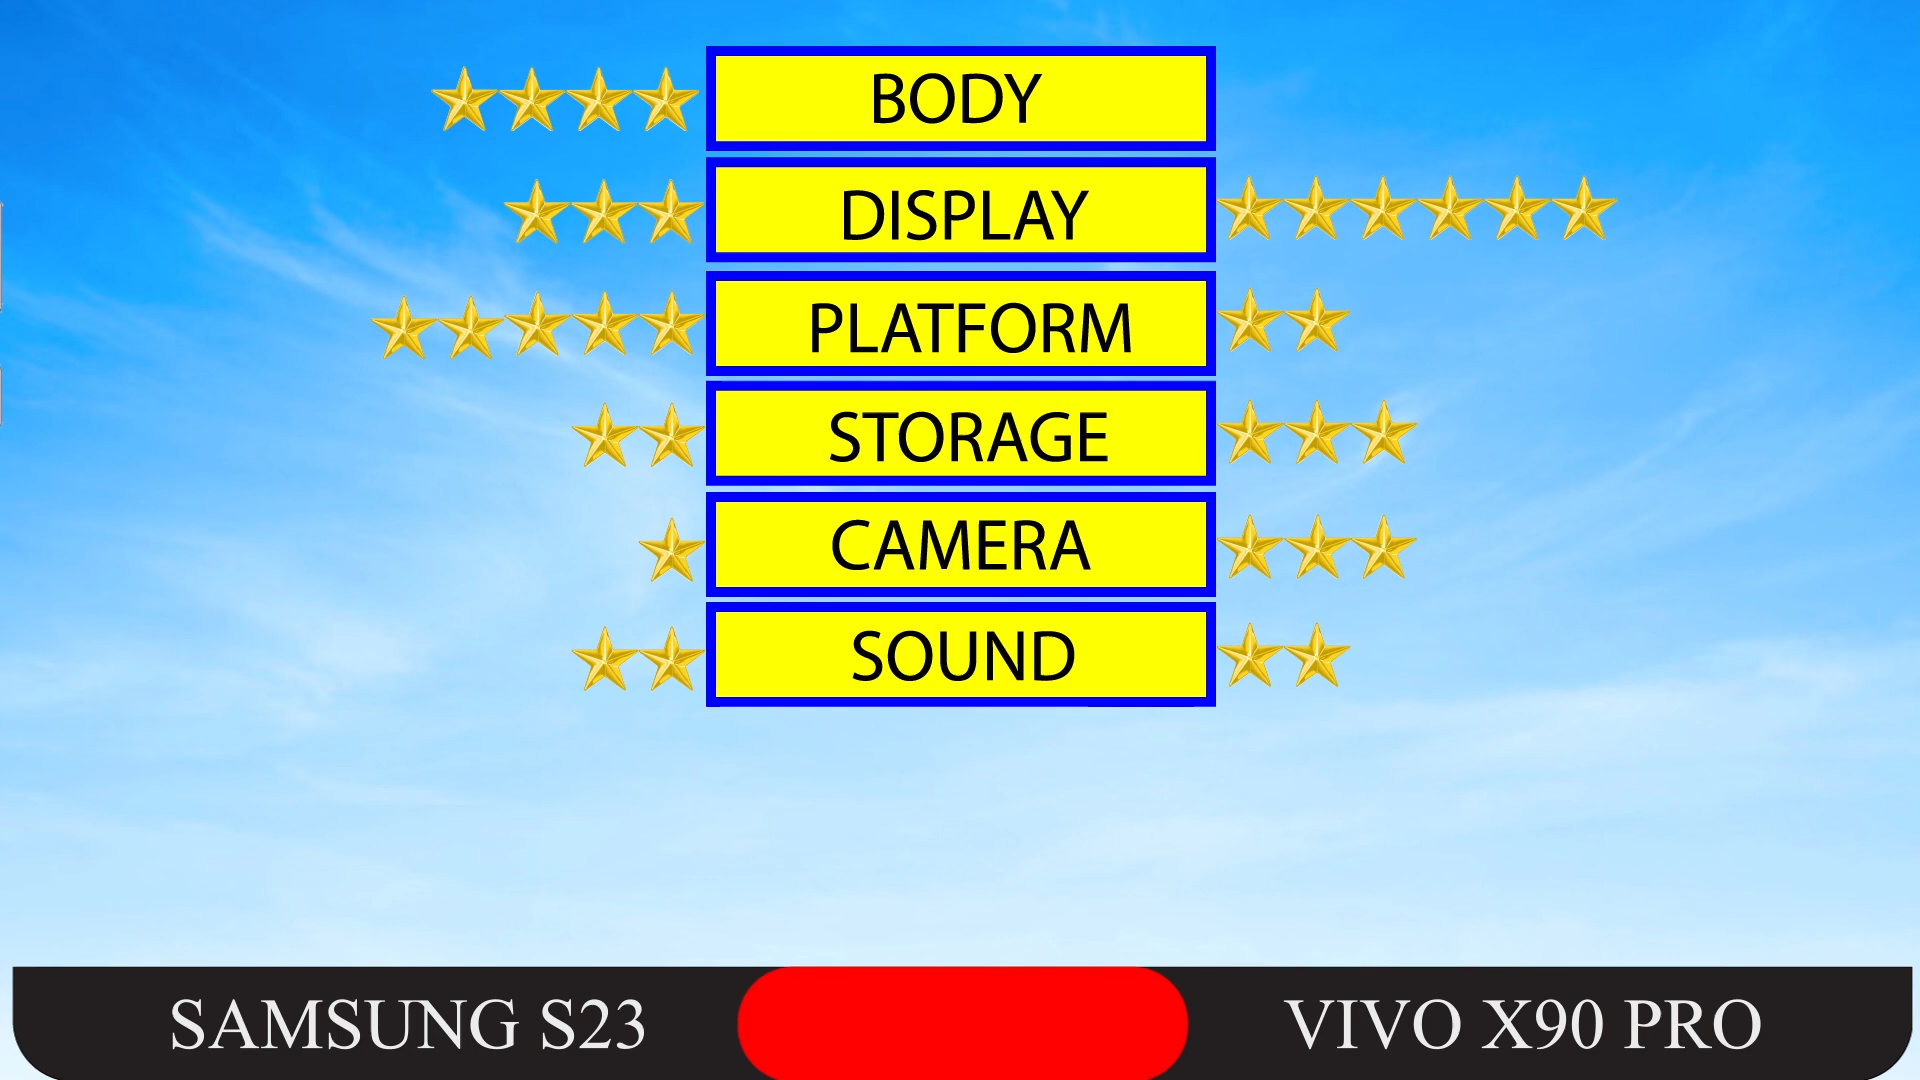 BODY
DISPLAY
PLATFORM
STORAGE
CAMERA
SOUND
SAMSUNG S23
VIVO X90 PRO